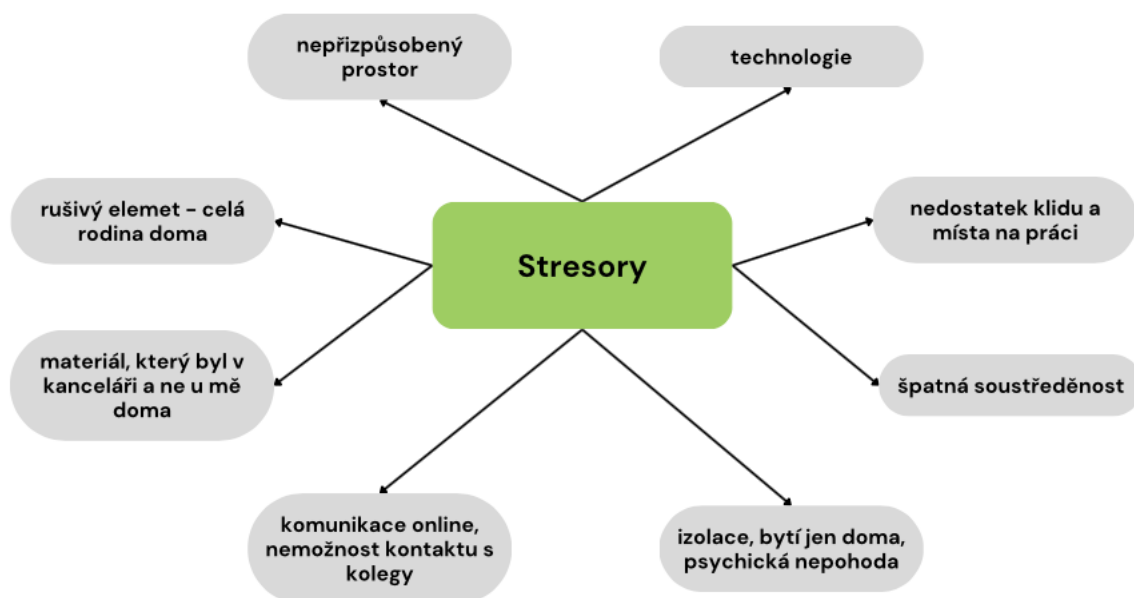 nepřizpůsobený
prostor
technologie
rušivý elemet - celá
rodina doma
nedostatek klidu a
místa na práci
Stresory
materiál, který byl v
kanceláři a ne u mě
doma
špatná soustředěnost
komunikace online,
nemožnost kontaktu s
kolegy
izolace, bytí jen doma,
psychická nepohoda